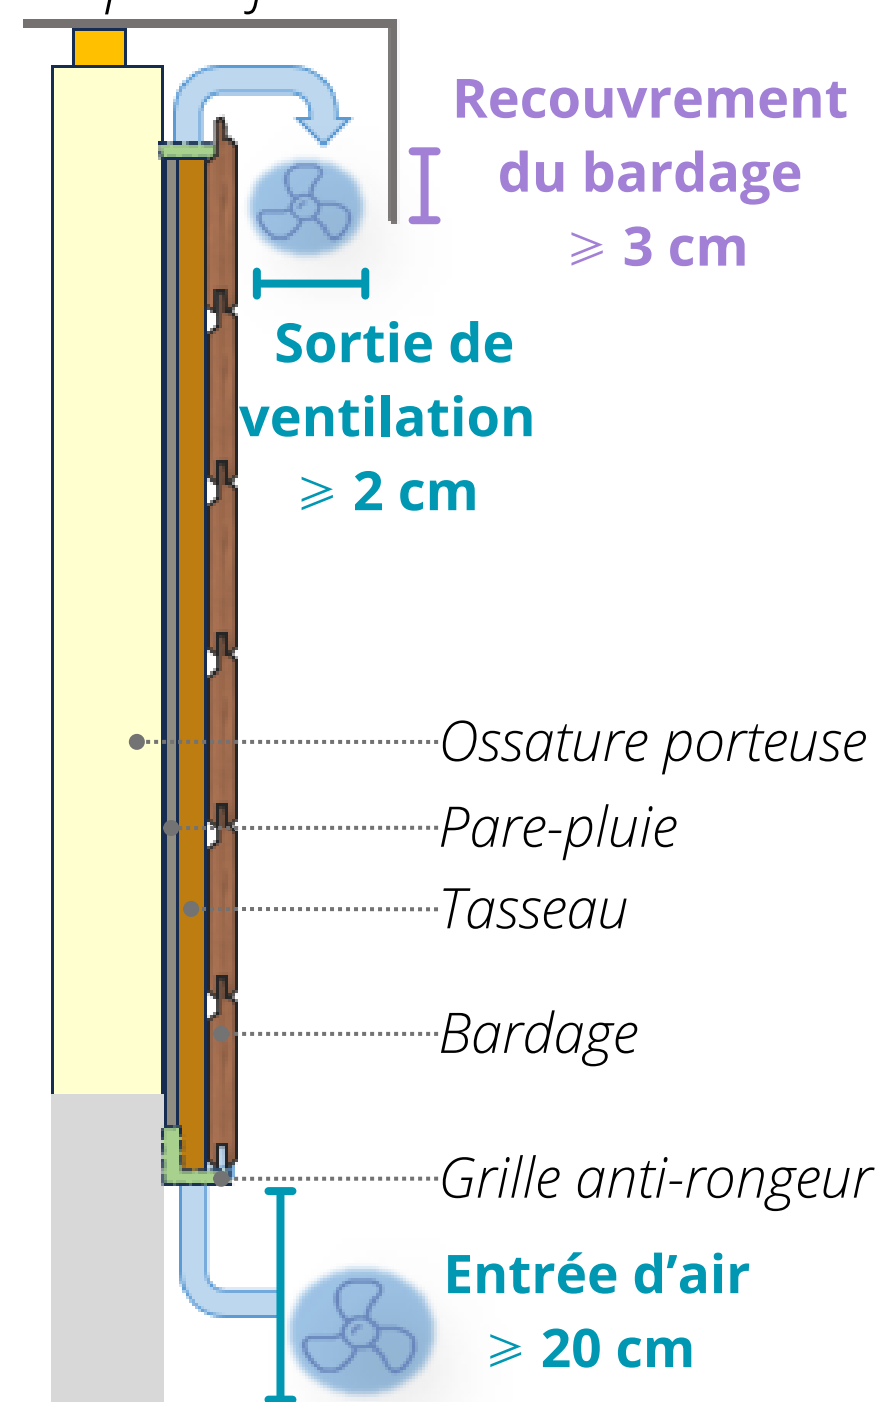 Recouvrement
du bardage
⩾ 3 cm
Sortie de
ventilation
⩾ 2 cm
Ossature porteuse
Pare-pluie
Tasseau
Bardage
Grille anti-rongeur
Entrée d’air
⩾ 20 cm